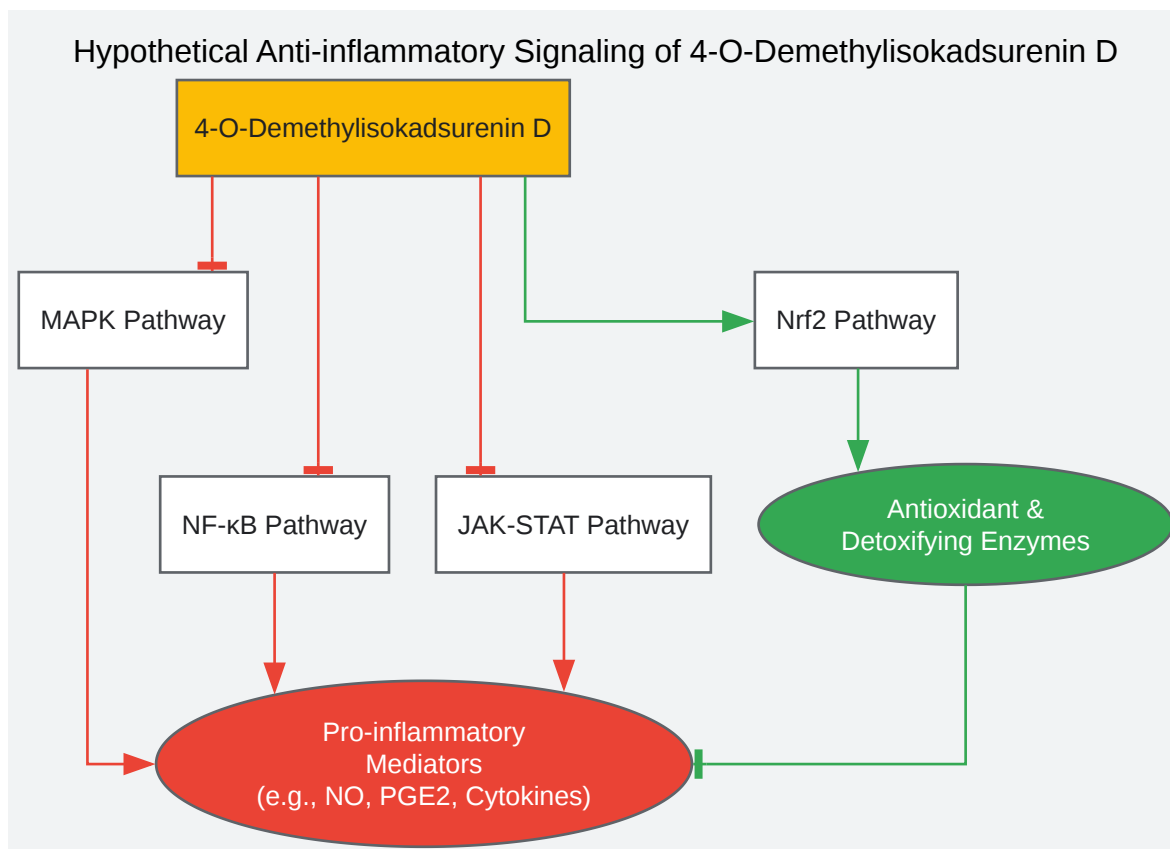 Hypothetical Anti-inflammatory Signaling of 4-O-Demethylisokadsurenin D
4-O-Demethylisokadsurenin D
MAPK Pathway
Nrf2 Pathway
NF-κB Pathway
JAK-STAT Pathway
Antioxidant &
Detoxifying Enzymes
Pro-inflammatory
Mediators
(e.g., NO, PGE2, Cytokines)